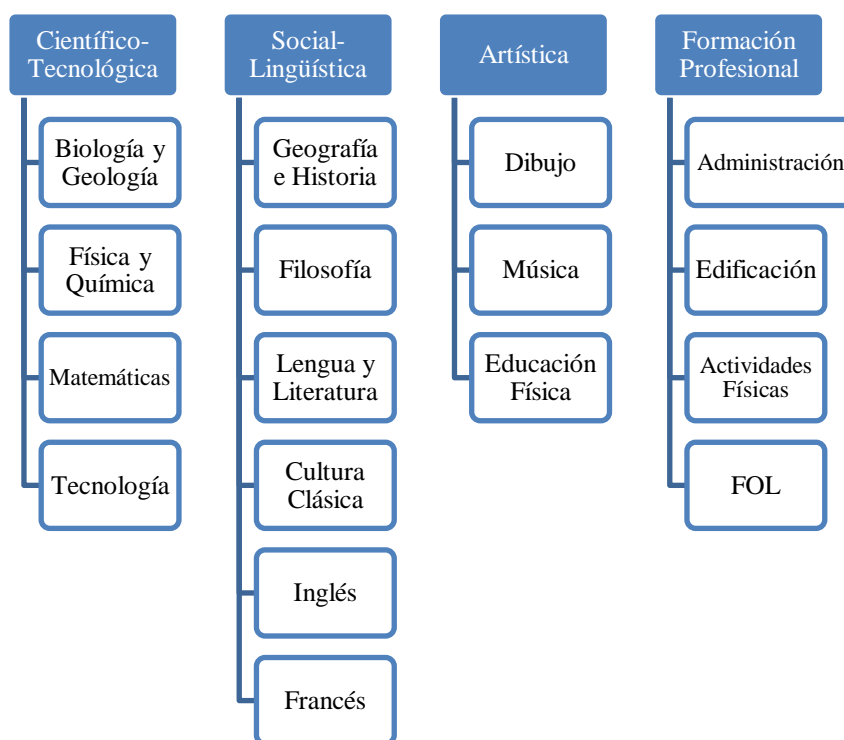 Científico-
Tecnológica
Biología y
Geología
Física y
Química
Matemáticas
Tecnología
Social-
Lingüística
Geografía
e Historia
Filosofía
Lengua y
Literatura
Cultura
Clásica
Inglés
Francés
Artística
Dibujo
Música
Educación
Física
Formación
Profesional
Administración
Edificación
Actividades
Físicas
FOL